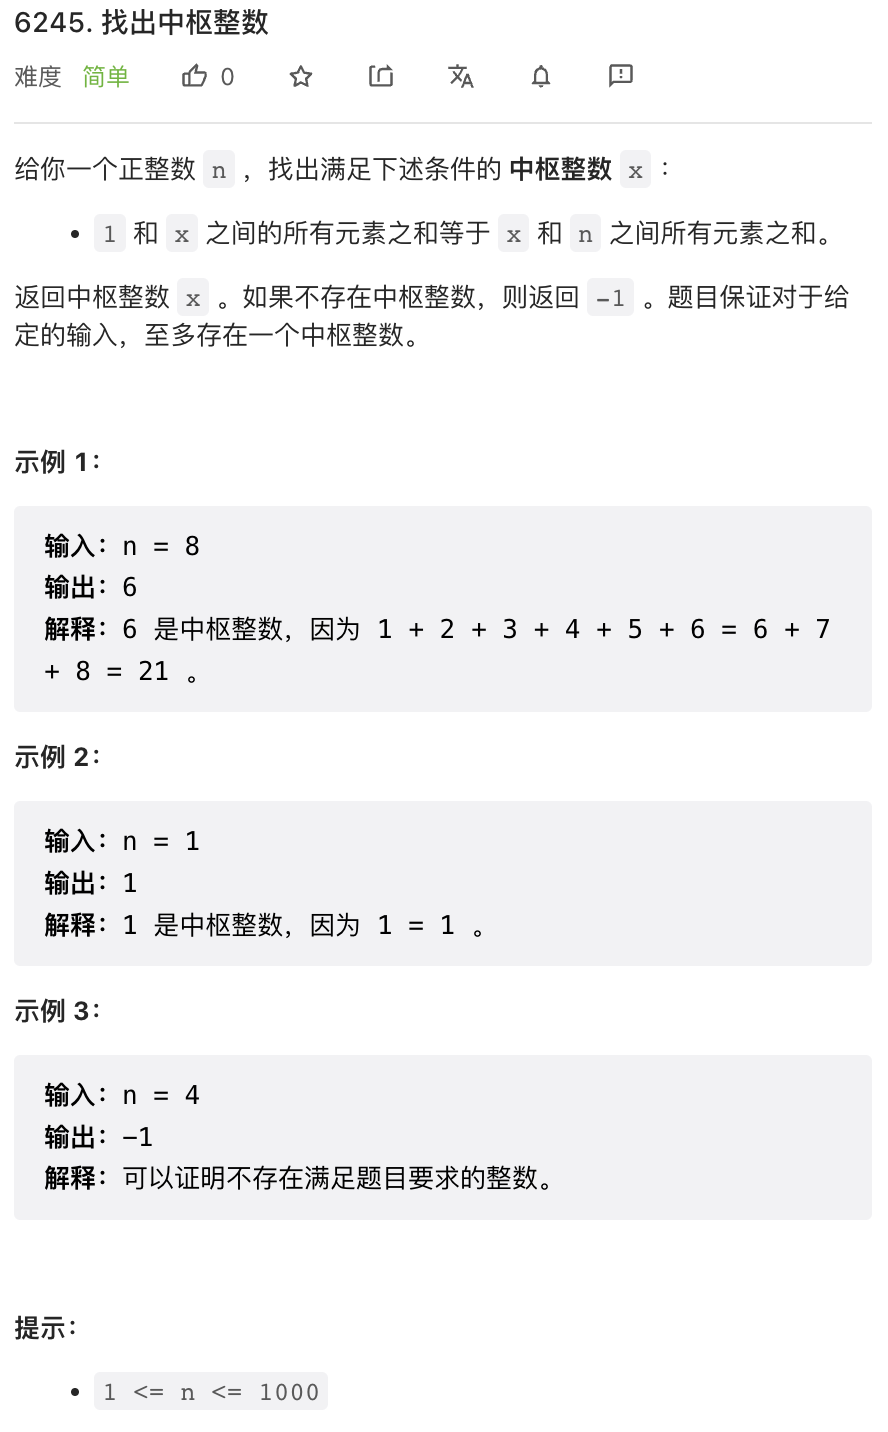 6245. 找出中枢整数
难度 简单 0
给你一个正整数 n ，找出满足下述条件的 中枢整数 x ：
• 1 和 x 之间的所有元素之和等于 x 和 n 之间所有元素之和。
返回中枢整数 x 。如果不存在中枢整数，则返回 -1 。题目保证对于给
定的输入，至多存在一个中枢整数。
示例 1：
输入：n = 8
输出：6
解释：6 是中枢整数，因为 1 + 2 + 3 + 4 + 5 + 6 = 6 + 7
+ 8 = 21 。
示例 2：
输入：n = 1
输出：1
解释：1 是中枢整数，因为 1 = 1 。
示例 3：
输入：n = 4
输出：-1
解释：可以证明不存在满足题目要求的整数。
提示：
• 1 <= n <= 1000